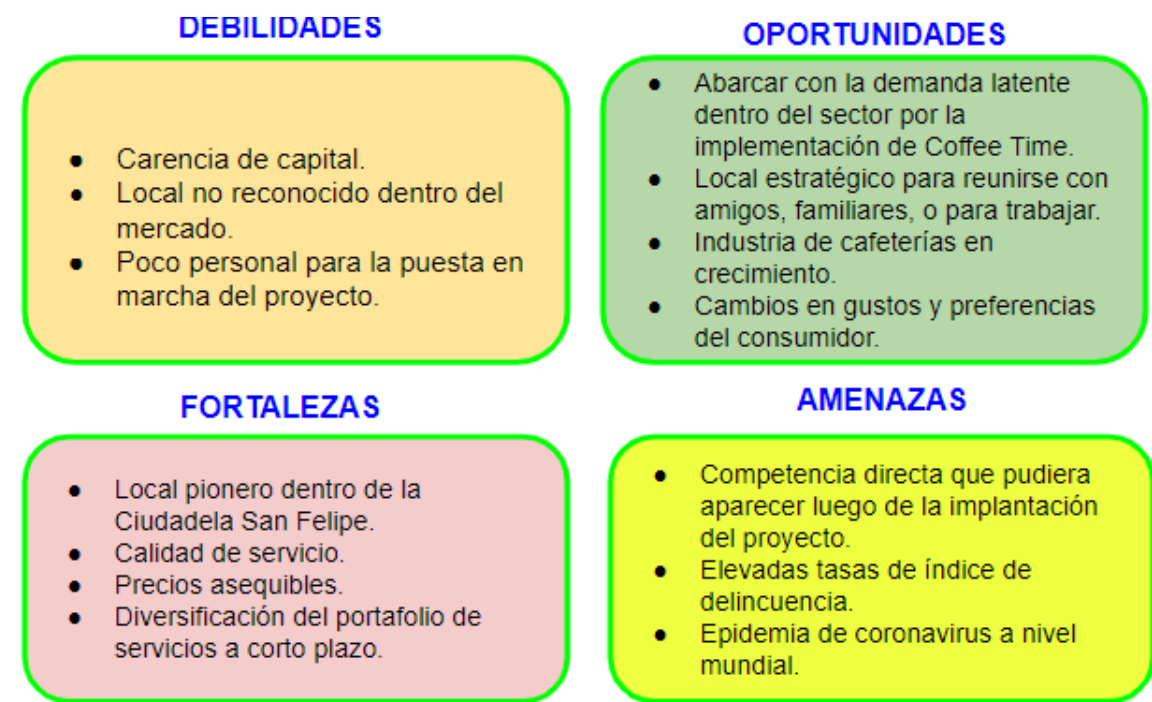 DEBILIDADES
● Carencia de capital.
● Local no reconocido dentro del
mercado.
● Poco personal para la puesta en
marcha del proyecto.
OPORTUNIDADES
● Abarcar con la demanda latente
dentro del sector por la
implementación de Coffee Time.
● Local estratégico para reunirse con
amigos, familiares, o para trabajar.
● Industria de cafeterías en
crecimiento.
● Cambios en gustos y preferencias
del consumidor.
FORTALEZAS
● Local pionero dentro de la
Ciudadela San Felipe.
● Calidad de servicio.
● Precios asequibles.
● Diversificación del portafolio de
servicios a corto plazo.
AMENAZAS
● Competencia directa que pudiera
aparecer luego de la implantación
del proyecto.
● Elevadas tasas de índice de
delincuencia.
● Epidemia de coronavirus a nivel
mundial.